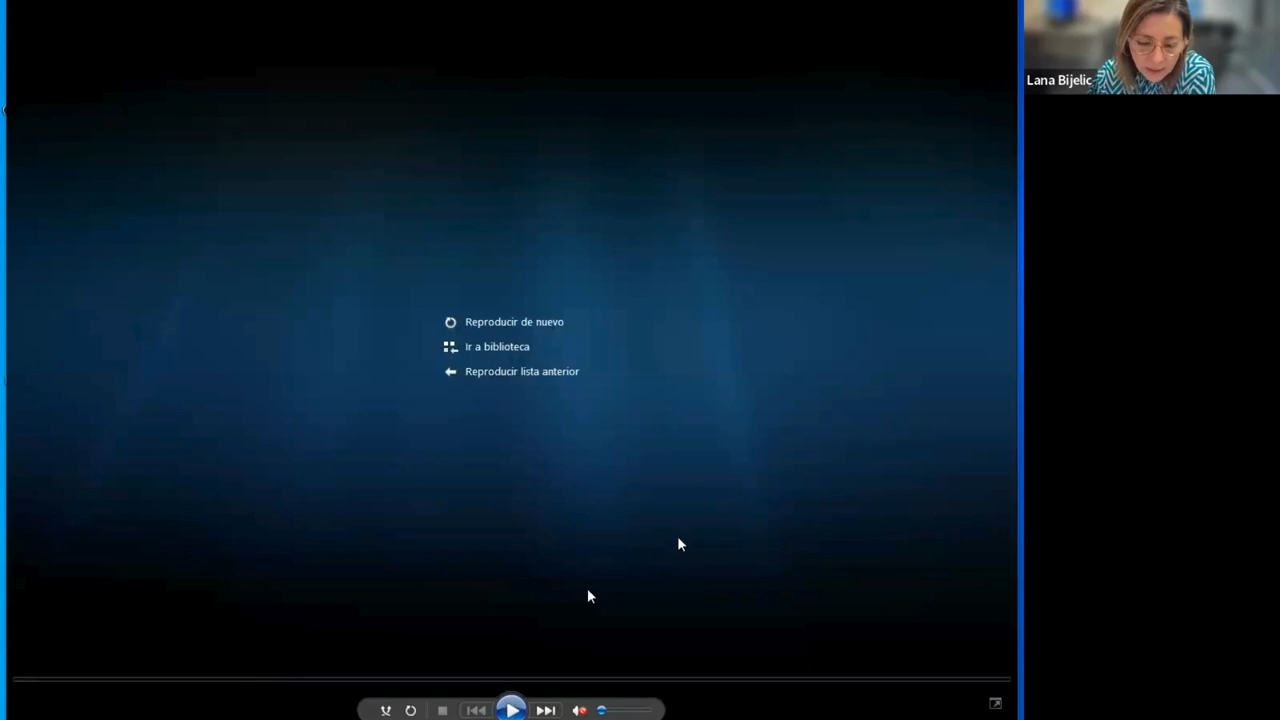 Lana Bijelic
Reproducir de nuevo
Ir a biblioteca
Reproducir lista anterior